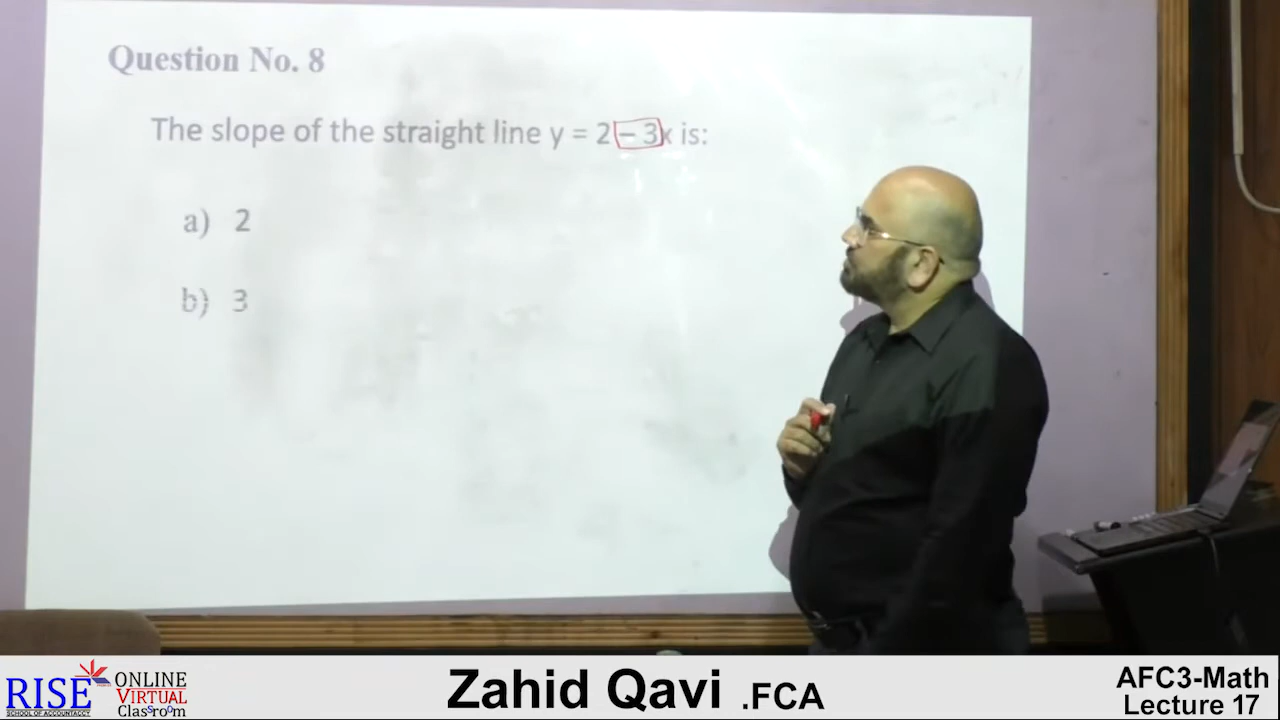 Question No. 8
The slope of the straight line y = 2 – 3x is:
a) 2
b) 3
RISE
SCHOOL OF ACCOUNTACY
ONLINE
VIRTUAL
Classroom
Zahid Qavi .FCA
AFC3-Math
Lecture 17